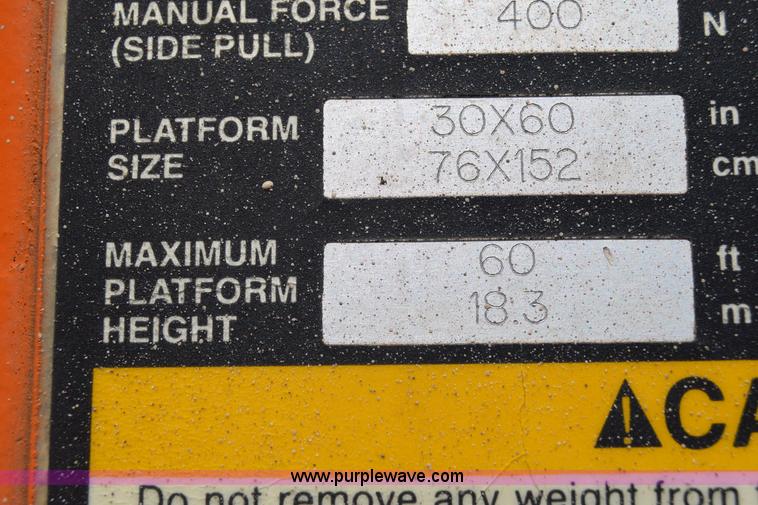 MANUAL FORCE 400 N
(SIDE PULL)
PLATFORM 30X60 in
SIZE 76X152 cm
MAXIMUM 60 ft
PLATFORM 18.3 m
HEIGHT
CA
www.purplewave.com
Do not remove any weight from